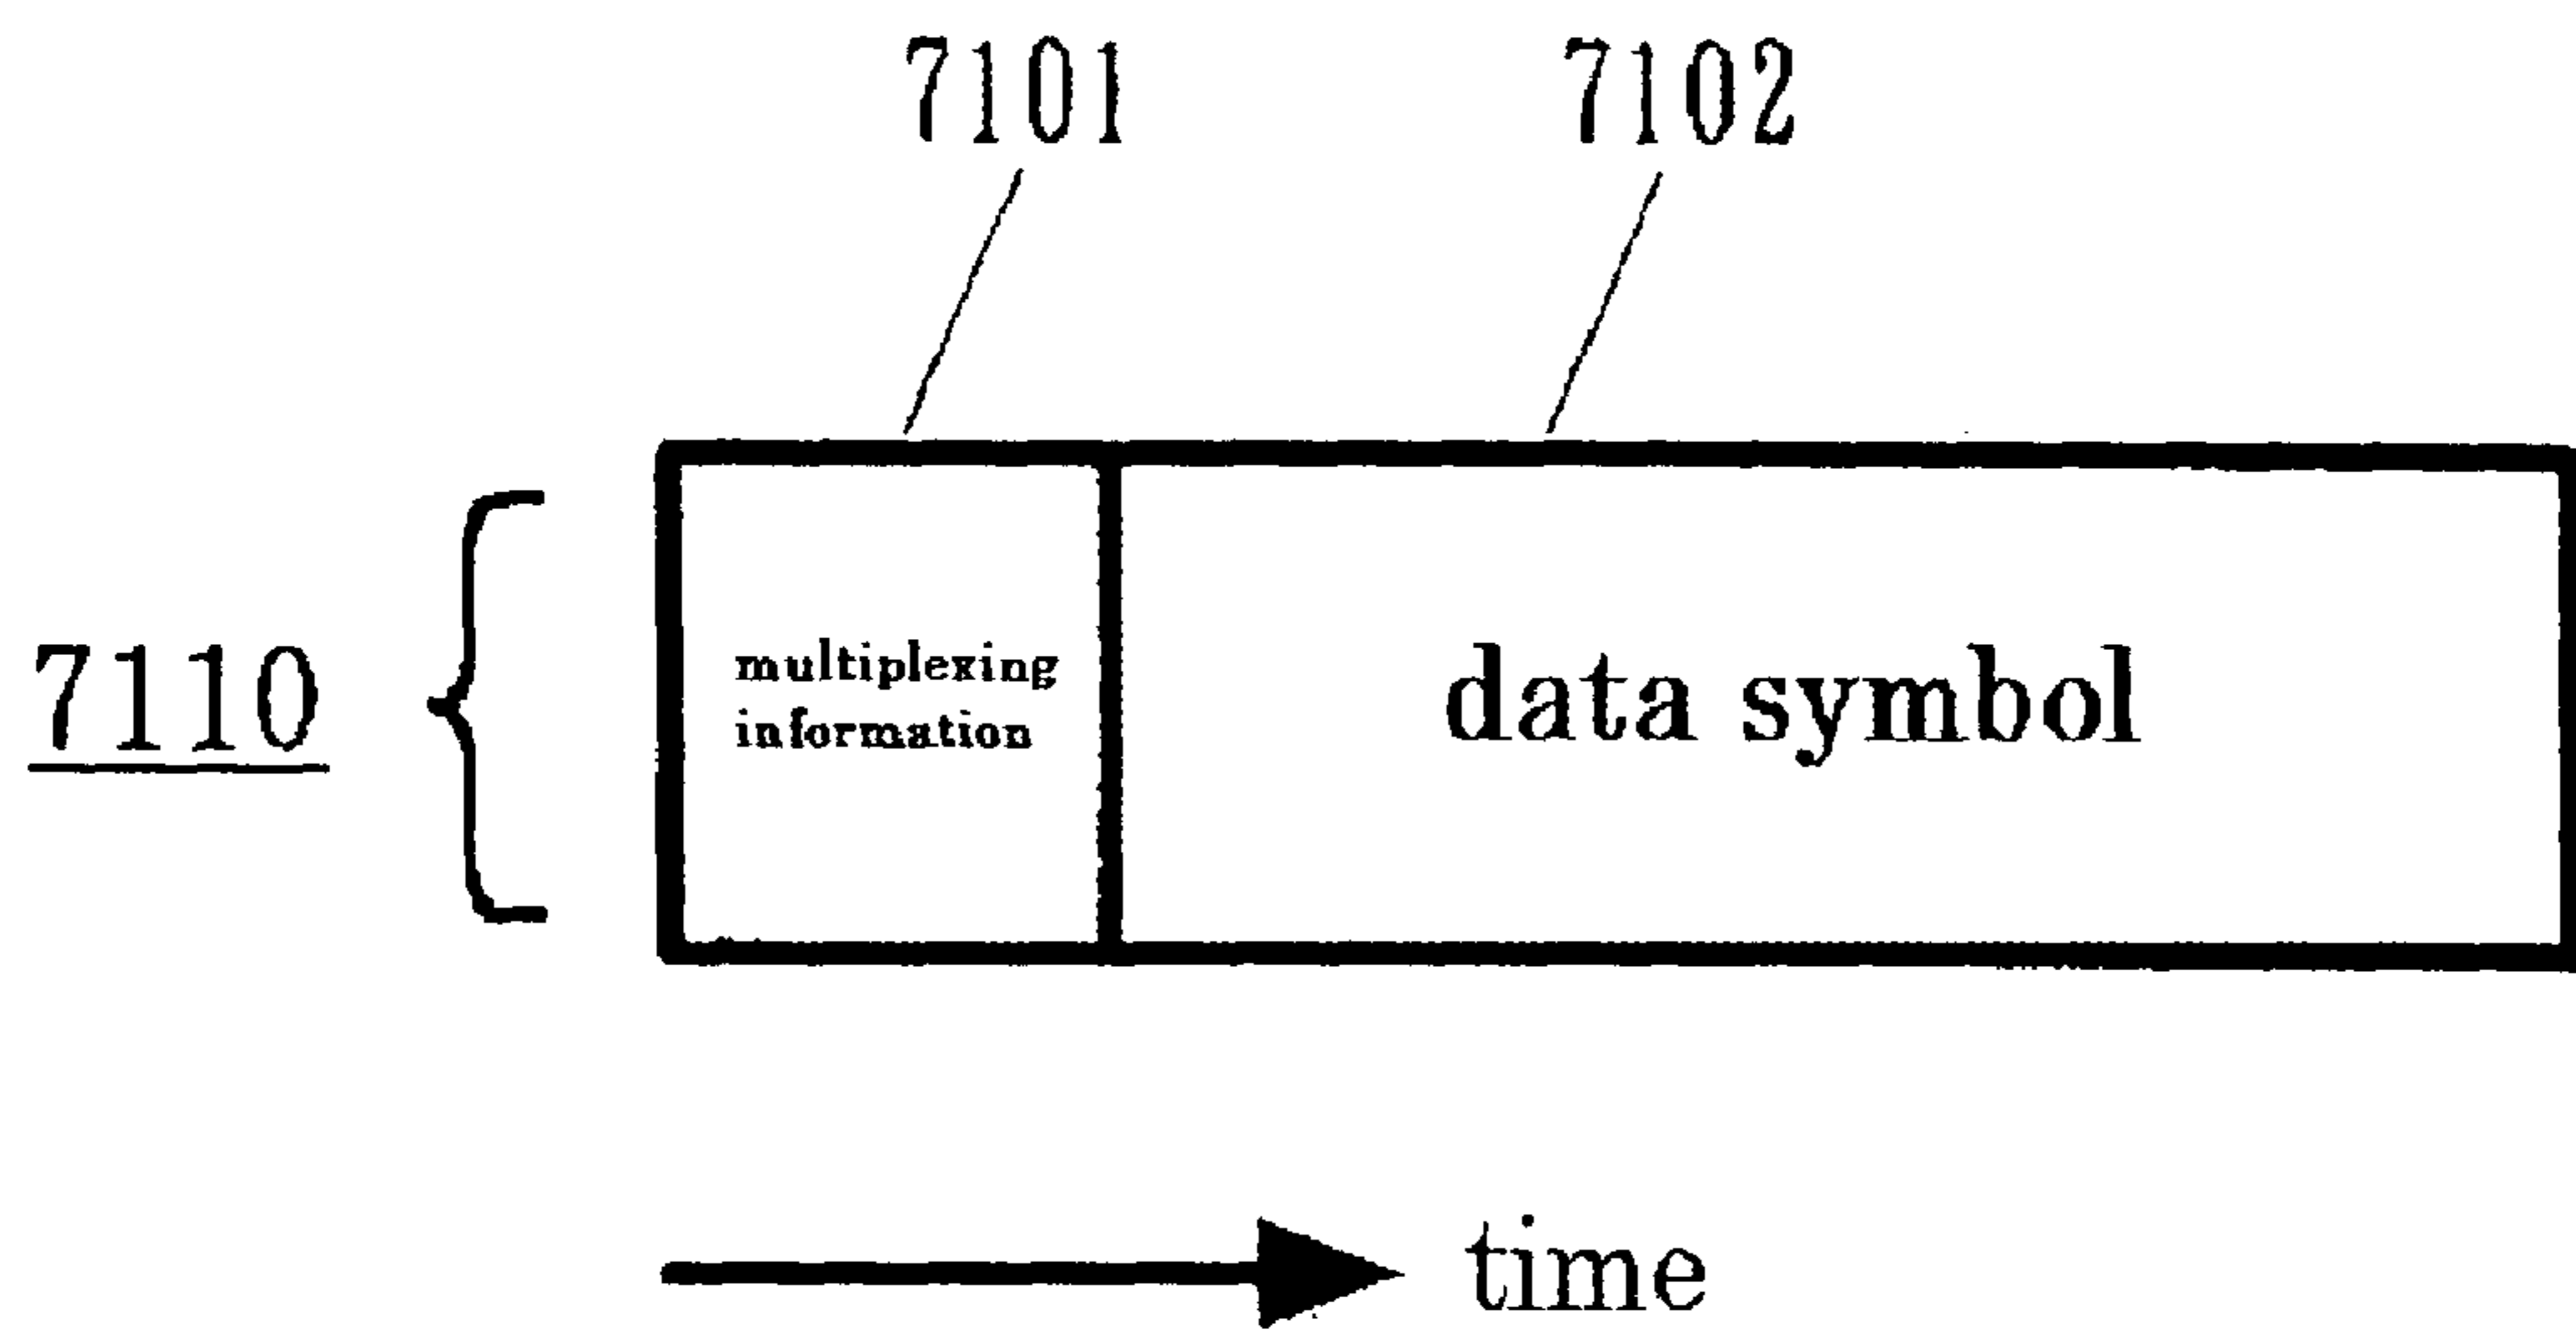 7101
7102
7110
multiplexing
information
data symbol
time